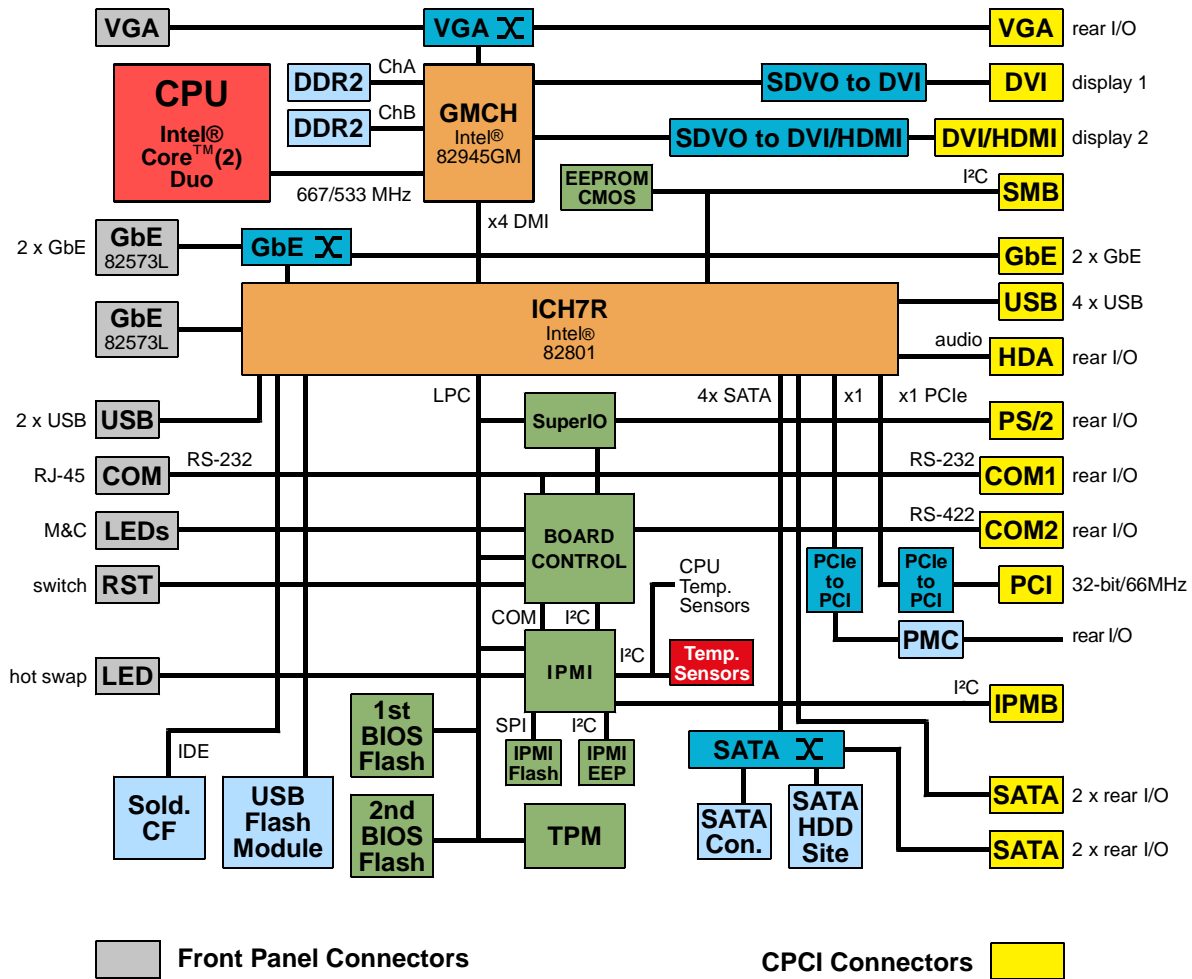 VGA
VGA
VGA
rear I/O
CPU
Intel®
Core™(2)
Duo
DDR2
ChA
DDR2
ChB
GMCH
Intel®
82945GM
SDVO to DVI
DVI
display 1
SDVO to DVI/HDMI
DVI/HDMI
display 2
667/533 MHz
EEPROM
CMOS
I²C
SMB
x4 DMI
2 x GbE
GbE
82573L
GbE
GbE
2 x GbE
GbE
82573L
ICH7R
Intel®
82801
USB
4 x USB
audio
HDA
rear I/O
LPC
4x SATA
x1
x1 PCIe
2 x USB
USB
SuperIO
PS/2
rear I/O
RJ-45
COM
RS-232
RS-232
COM1
rear I/O
M&C
LEDs
BOARD
CONTROL
RS-422
COM2
rear I/O
switch
RST
CPU
Temp.
Sensors
PCIe
to
PCI
PCIe
to
PCI
PCI
32-bit/66MHz
COM
I²C
PMC
rear I/O
hot swap
LED
IPMI
I²C
Temp.
Sensors
I²C
IPMB
1st
BIOS
Flash
SPI
I²C
IPMI
Flash
IPMI
EEP
SATA
IDE
Sold.
CF
USB
Flash
Module
2nd
BIOS
Flash
TPM
SATA
Con.
SATA
HDD
Site
SATA
2 x rear I/O
SATA
2 x rear I/O
Front Panel Connectors
CPCI Connectors